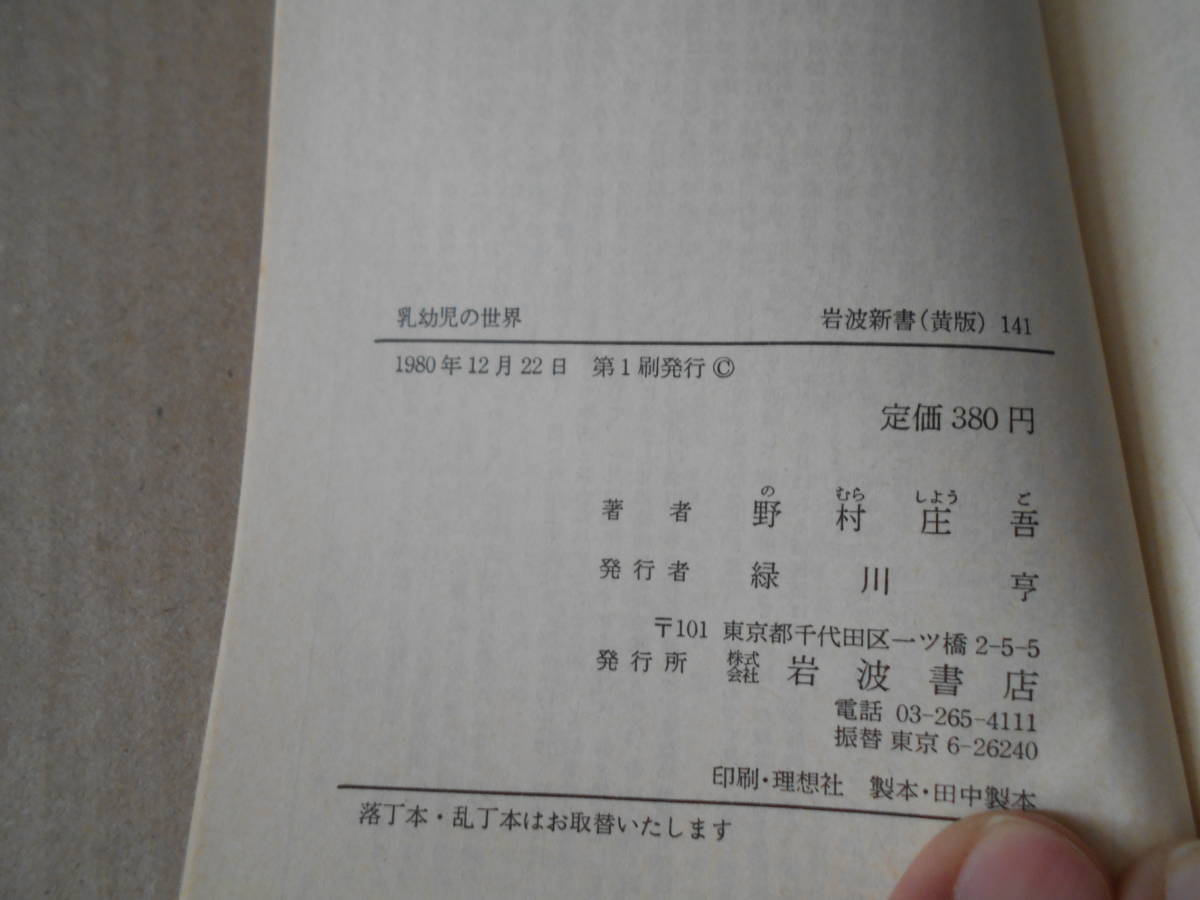 乳幼児の世界 岩波新書(黄版) 141
1980年12月22日 第1刷発行 ©
定価 380 円
の むら しよう ご
著者 野村庄吾
発行者 緑川亨
〒101 東京都千代田区一ツ橋 2-5-5
発行所 株式会社 岩波書店
電話 03-265-4111
振替 東京 6-26240
印刷・理想社 製本・田中製本
落丁本・乱丁本はお取替いたします